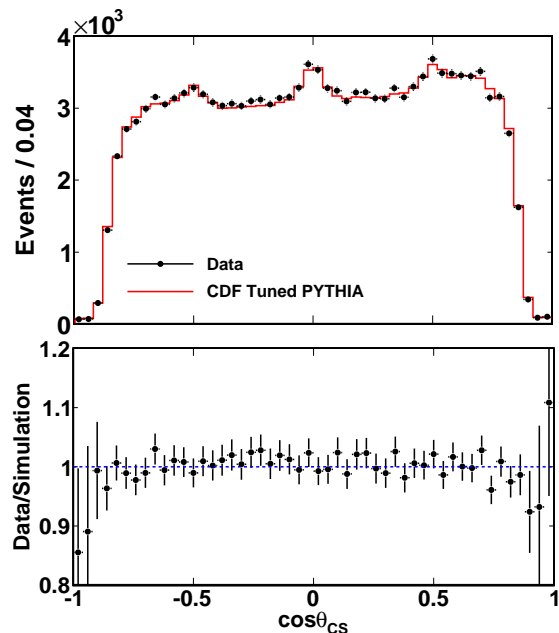 ×10³
4
3
2
1
0
Events / 0.04
Data
CDF Tuned PYTHIA
1.2
1.1
1
0.9
0.8
Data/Simulation
-1 -0.5 0 0.5 1
cosθCS